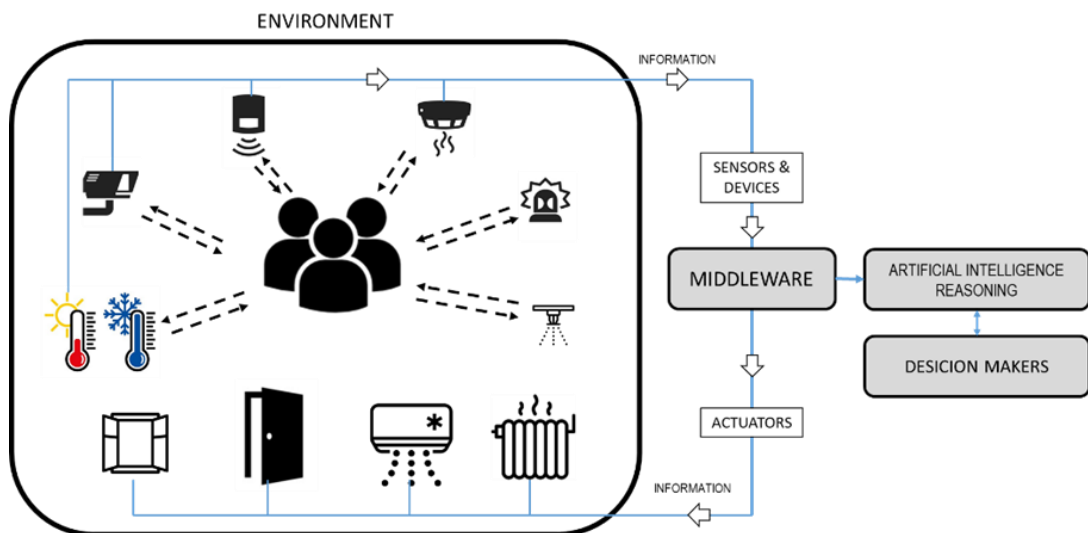 ENVIRONMENT
INFORMATION
SENSORS &
DEVICES
MIDDLEWARE
ARTIFICIAL INTELLIGENCE
REASONING
DESICION MAKERS
ACTUATORS
INFORMATION